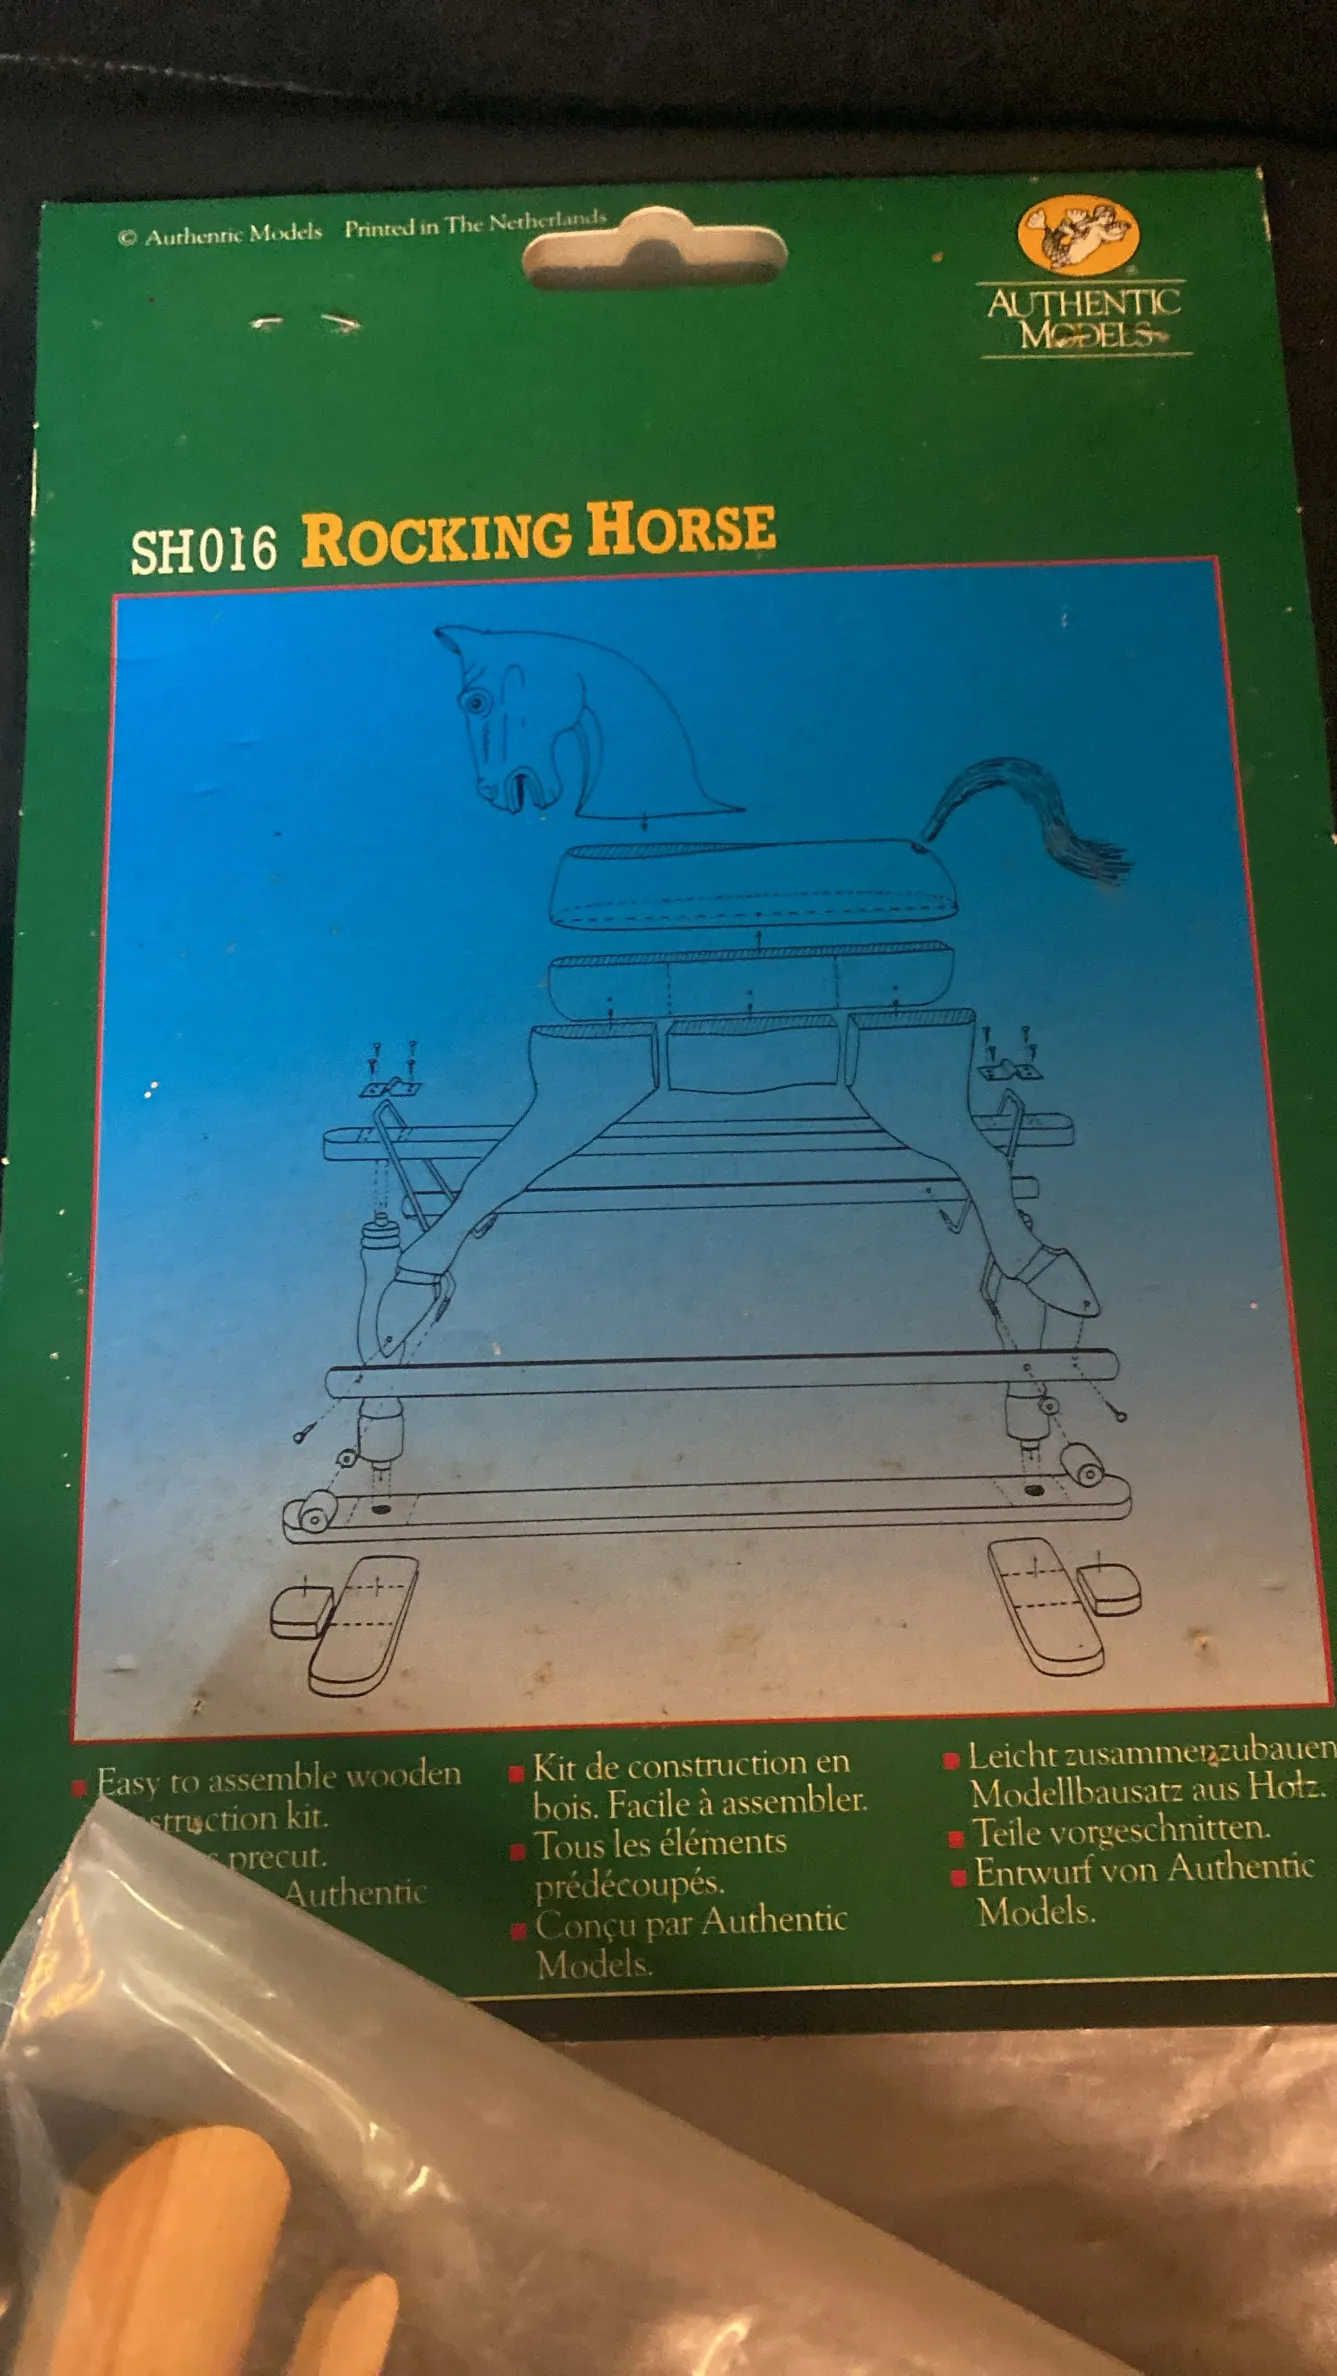 © Authentic Models Printed in The Netherlands
AUTHENTIC
MODELS
SH016 ROCKING HORSE
Easy to assemble wooden
struction kit.
precut.
Authentic
Kit de construction en
bois. Facile à assembler.
Tous les éléments
prédécoupés.
Conçu par Authentic
Models.
Leicht zusammenzubauen
Modellbausatz aus Holz.
Teile vorgeschnitten.
Entwurf von Authentic
Models.